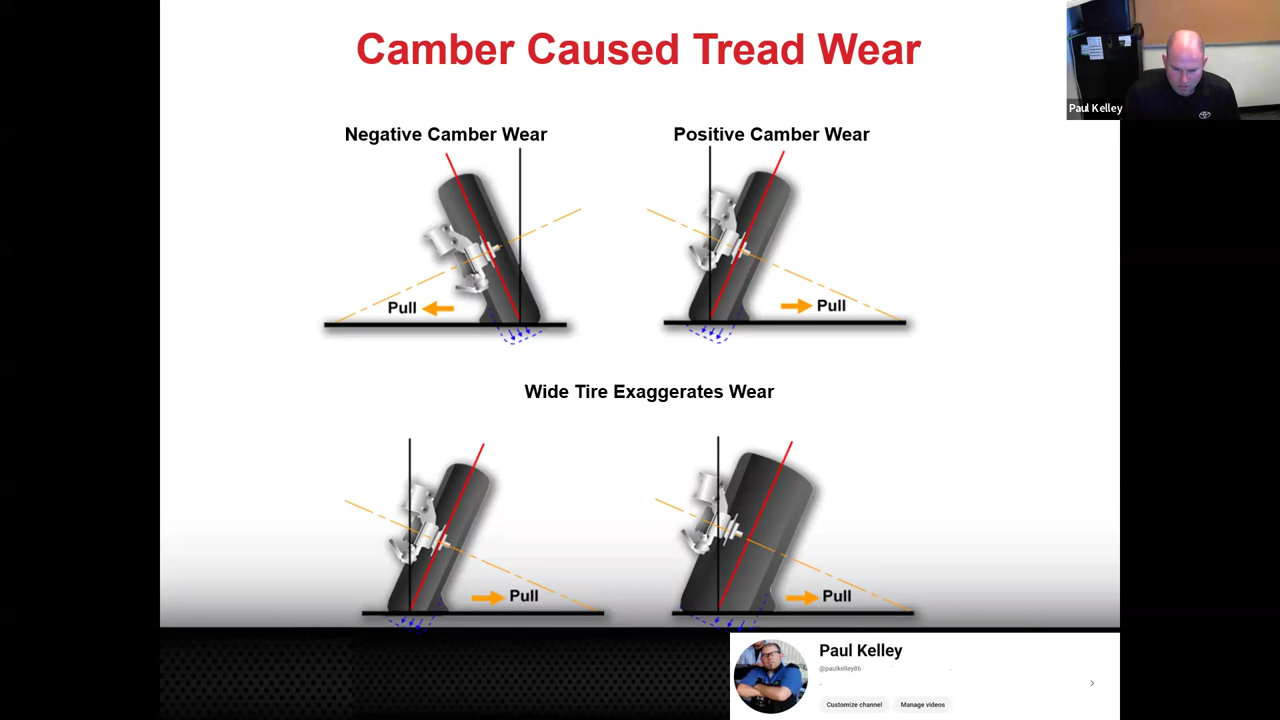 Camber Caused Tread Wear
Paul Kelley
Negative Camber Wear
Positive Camber Wear
Pull
Pull
Wide Tire Exaggerates Wear
Pull
Pull
Paul Kelley
@paulkelley86
Customize channel
Manage videos